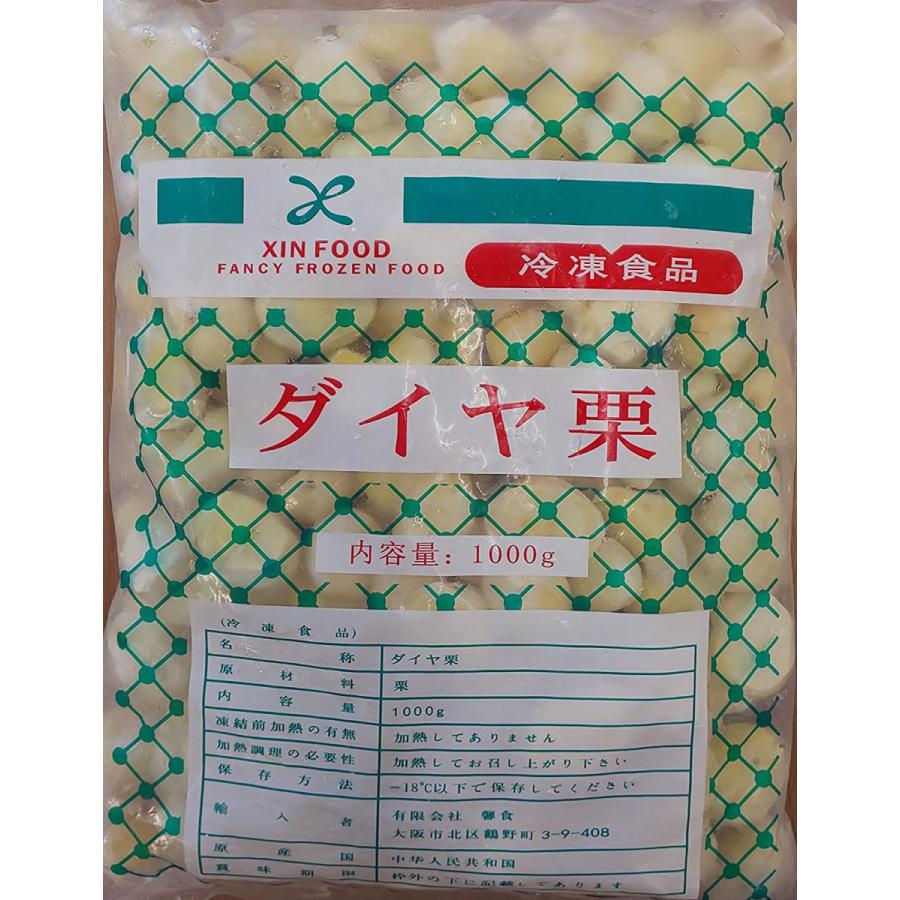 XIN FOOD
FANCY FROZEN FOOD
冷凍食品
ダイヤ栗
内容量：1000g
(冷凍食品)
名称 ダイヤ栗
原材料 栗
内容量 1000g
凍結前加熱の有無 加熱してありません
加熱調理の必要性 加熱してお召し上がり下さい
保存方法 −18℃以下で保存してください
輸入者 有限会社 馨食
大阪市北区鶴野町 3-9-408
原産国 中华人民共和国
賞味期限 枠外の下に記載してあります